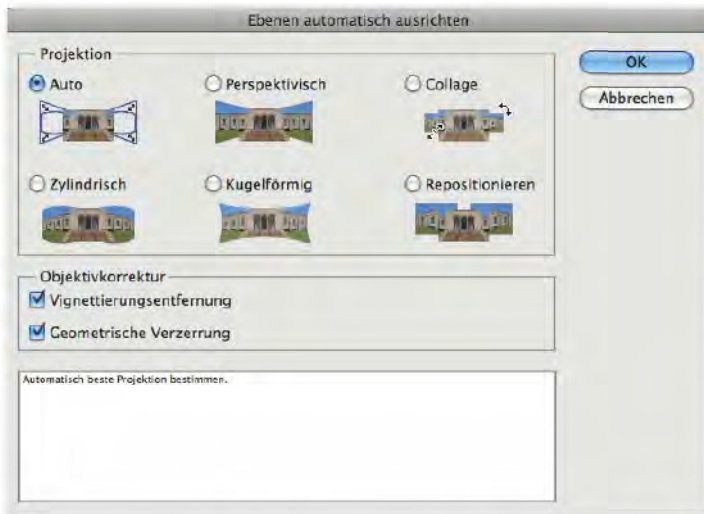 Ebenen automatisch ausrichten
Projektion
Auto
Perspektivisch
Collage
Zylindrisch
Kugelförmig
Repositionieren
OK
Abbrechen
Objektivkorrektur
Vignettierungsentfernung
Geometrische Verzerrung
Automatisch beste Projektion bestimmen.